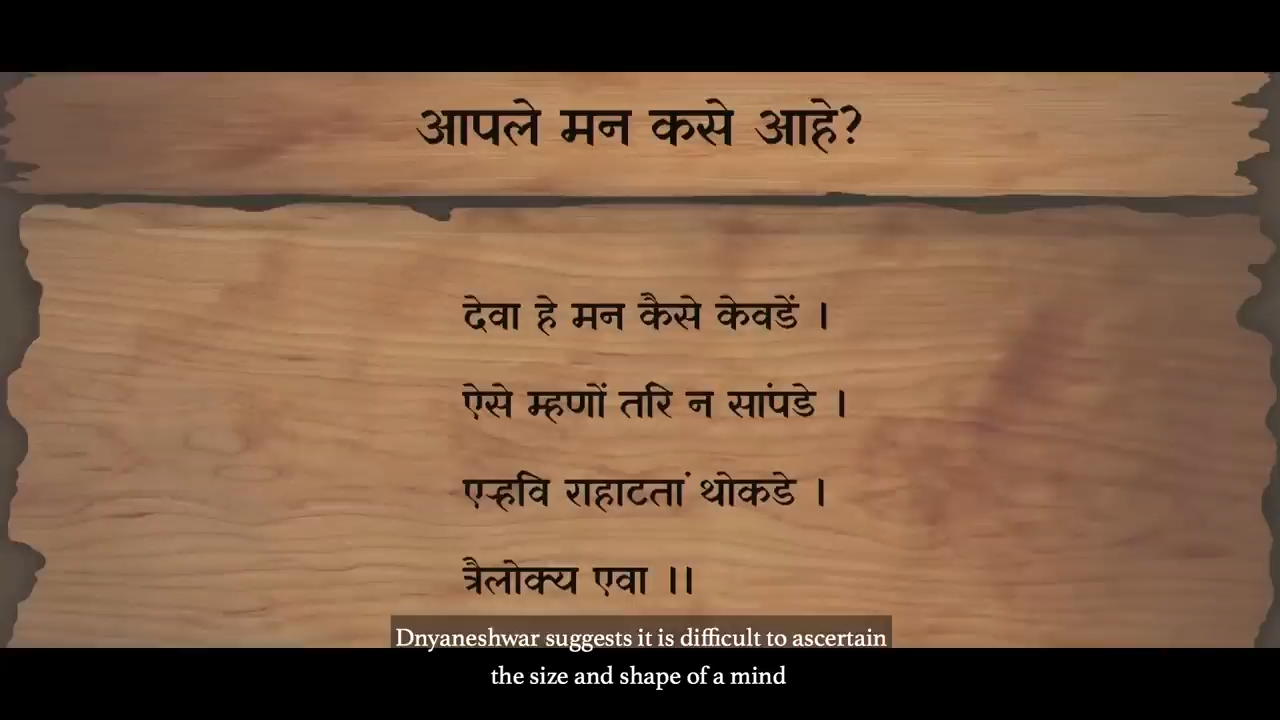 आपले मन कसे आहे?
देवा हे मन कैसे केवडें ।
ऐसे म्हणों तरि न सांपडे ।
एऱ्हवि राहाटतां थोकडे ।
त्रैलोक्य एवा ।।
Dnyaneshwar suggests it is difficult to ascertain
the size and shape of a mind